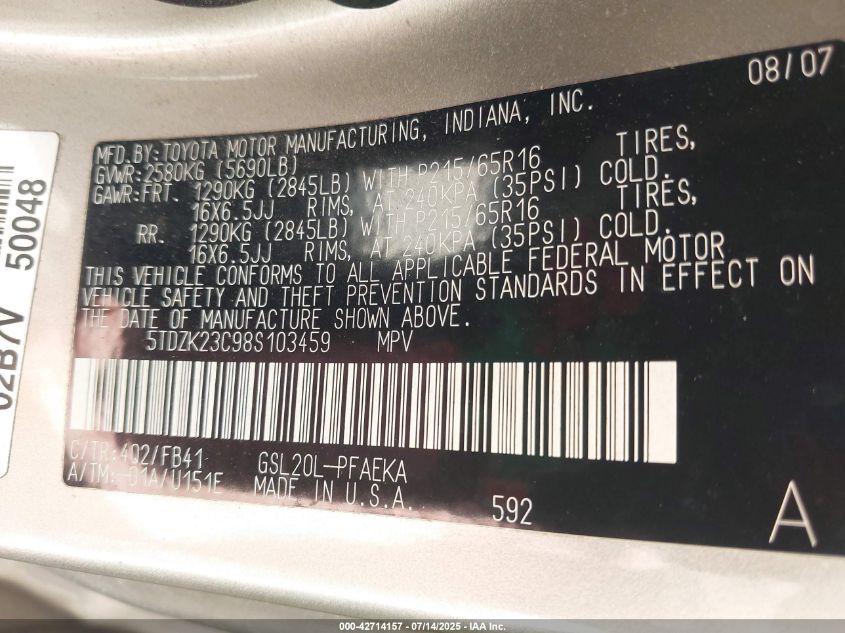 08/07
MFD.BY:TOYOTA MOTOR MANUFACTURING, INDIANA, INC.
GVWR:2580KG (5690LB)
GAWR:FRT. 1290KG (2845LB) WITH P215/65R16 TIRES,
16X6.5JJ RIMS, AT 240KPA (35PSI) COLD.
RR. 1290KG (2845LB) WITH P215/65R16 TIRES,
16X6.5JJ RIMS, AT 240KPA (35PSI) COLD.
THIS VEHICLE CONFORMS TO ALL APPLICABLE FEDERAL MOTOR
VEHICLE SAFETY AND THEFT PREVENTION STANDARDS IN EFFECT ON
THE DATE OF MANUFACTURE SHOWN ABOVE.
5TDZK23C98S103459 MPV
C/TR:4Q2/FB41 GSL20L-PFAEKA
A/TM:-01A/U151E MADE IN U.S.A.
592
A
02B7V 50048
000-42714157 - 07/14/2025 - IAA Inc.